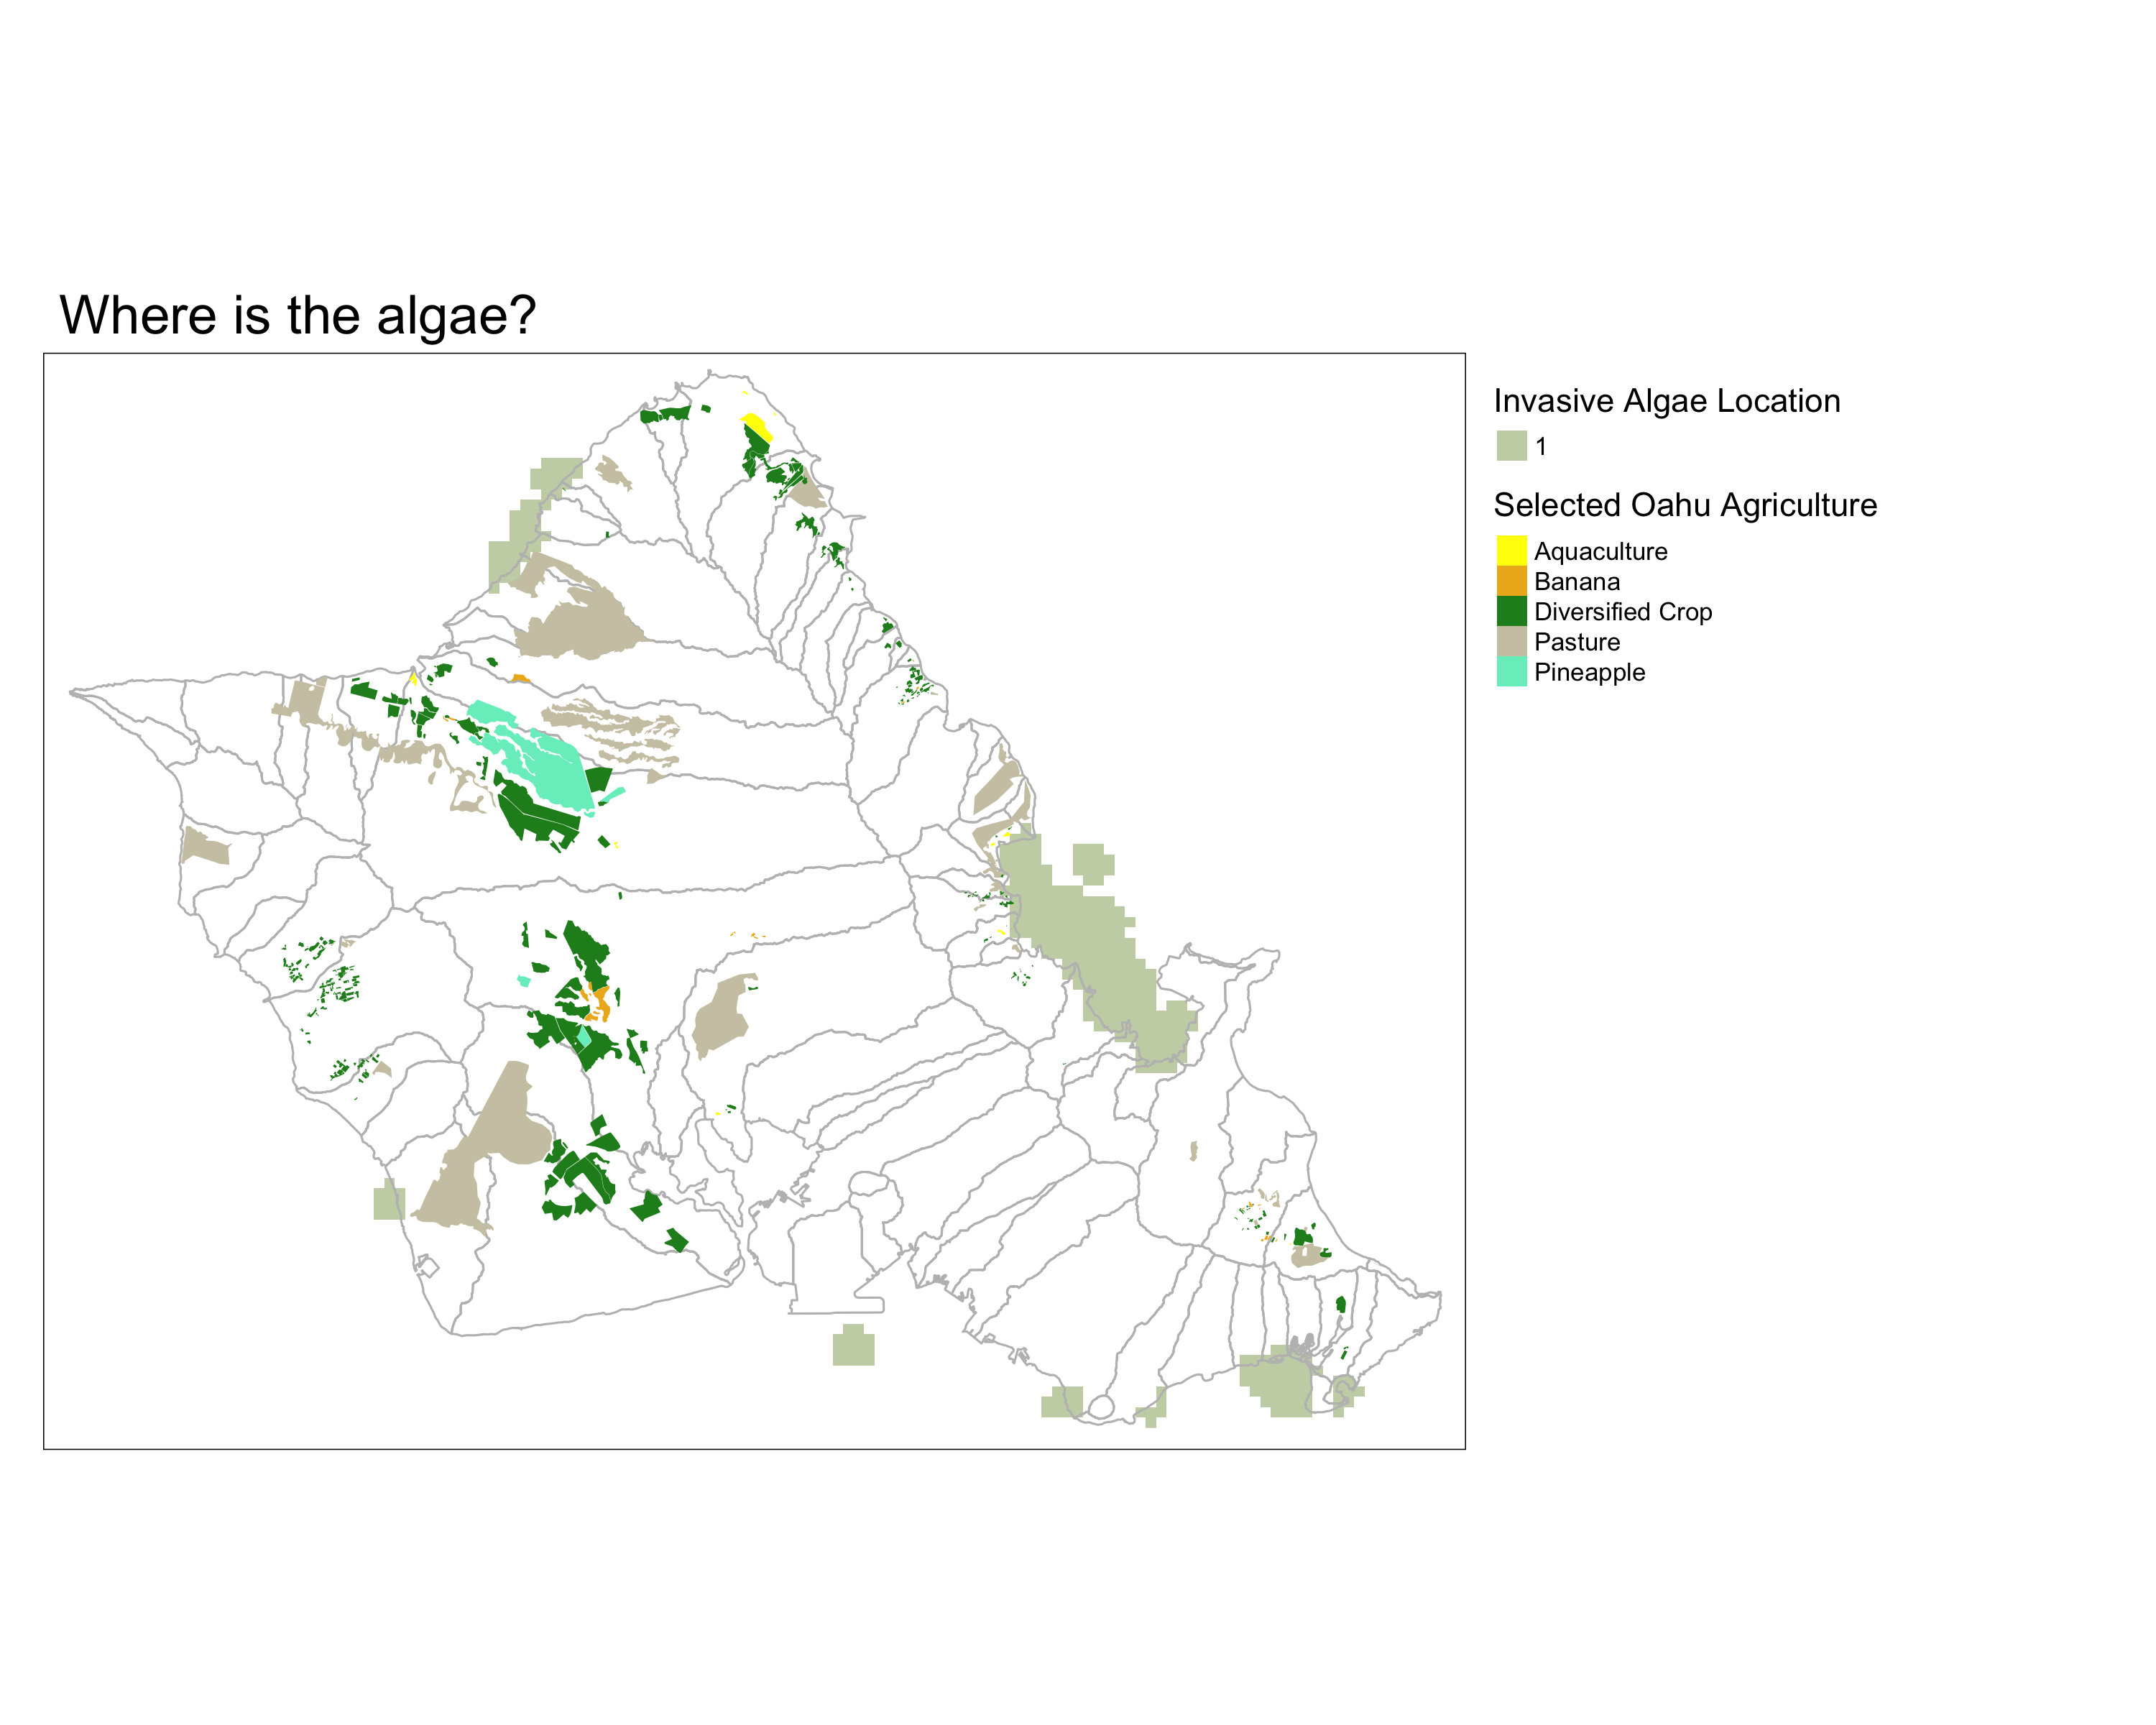 Where is the algae?
Invasive Algae Location
1
Selected Oahu Agriculture
Aquaculture
Banana
Diversified Crop
Pasture
Pineapple